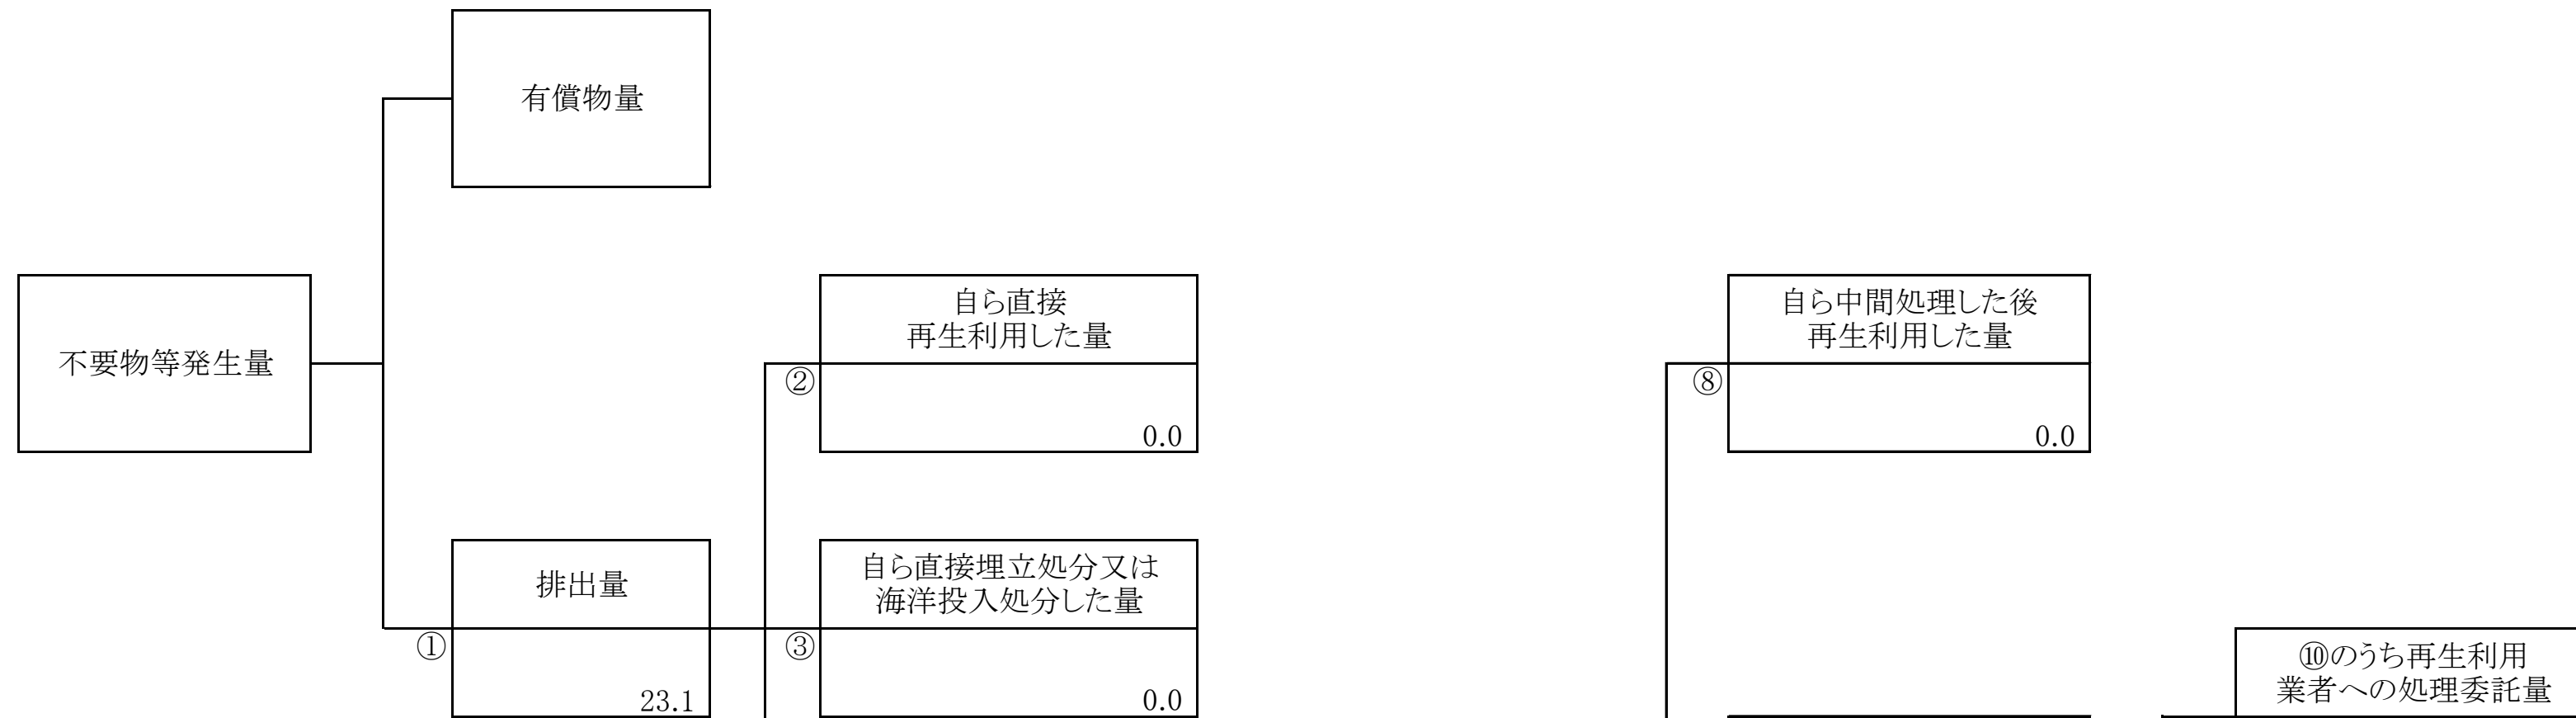 有償物量
不要物等発生量
自ら直接
再生利用した量
②
0.0
自ら中間処理した後
再生利用した量
⑧
0.0
排出量
①
23.1
自ら直接埋立処分又は
海洋投入処分した量
③
0.0
⑩のうち再生利用
業者への処理委託量